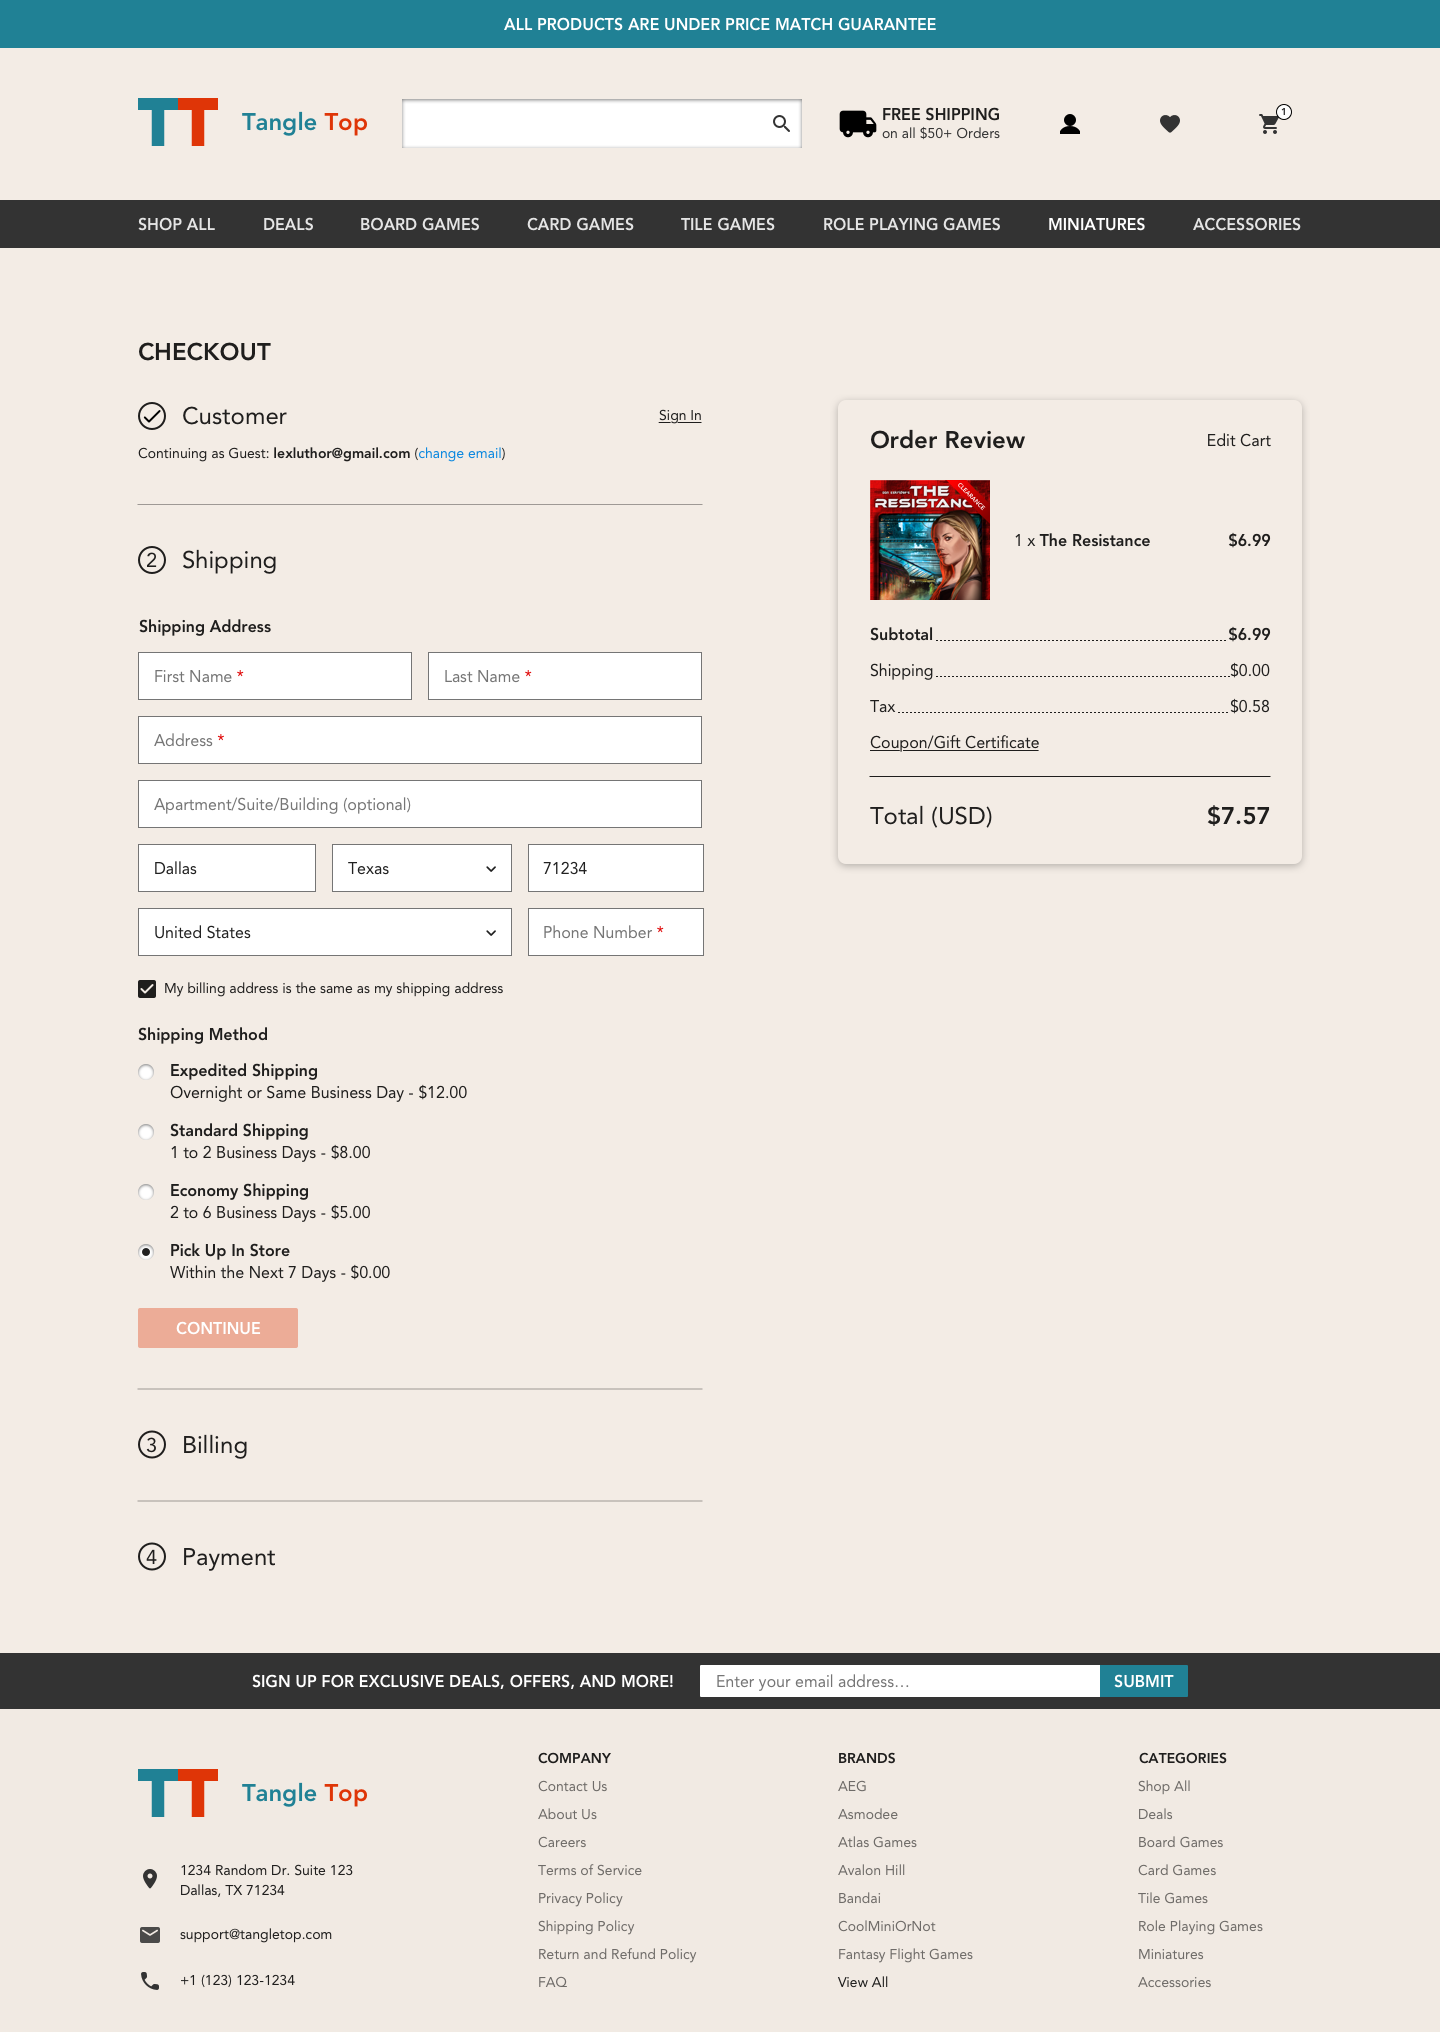 ALL PRODUCTS ARE UNDER PRICE MATCH GUARANTEE
TT Tangle Top
FREE SHIPPING
on all $50+ Orders
1
SHOP ALL DEALS BOARD GAMES CARD GAMES TILE GAMES ROLE PLAYING GAMES MINIATURES ACCESSORIES
CHECKOUT
Customer Sign In
Continuing as Guest: lexluthor@gmail.com (change email)
2 Shipping
Shipping Address
First Name * Last Name *
Address *
Apartment/Suite/Building (optional)
Dallas Texas 71234
United States Phone Number *
My billing address is the same as my shipping address
Shipping Method
Expedited Shipping
Overnight or Same Business Day - $12.00
Standard Shipping
1 to 2 Business Days - $8.00
Economy Shipping
2 to 6 Business Days - $5.00
Pick Up In Store
Within the Next 7 Days - $0.00
CONTINUE
3 Billing
4 Payment
Order Review Edit Cart
CLEARANCE
THE
RESISTANC
1 x The Resistance $6.99
Subtotal $6.99
Shipping $0.00
Tax $0.58
Coupon/Gift Certificate
Total (USD) $7.57
SIGN UP FOR EXCLUSIVE DEALS, OFFERS, AND MORE! Enter your email address... SUBMIT
TT Tangle Top
1234 Random Dr. Suite 123
Dallas, TX 71234
support@tangletop.com
+1 (123) 123-1234
COMPANY
Contact Us
About Us
Careers
Terms of Service
Privacy Policy
Shipping Policy
Return and Refund Policy
FAQ
BRANDS
AEG
Asmodee
Atlas Games
Avalon Hill
Bandai
CoolMiniOrNot
Fantasy Flight Games
View All
CATEGORIES
Shop All
Deals
Board Games
Card Games
Tile Games
Role Playing Games
Miniatures
Accessories